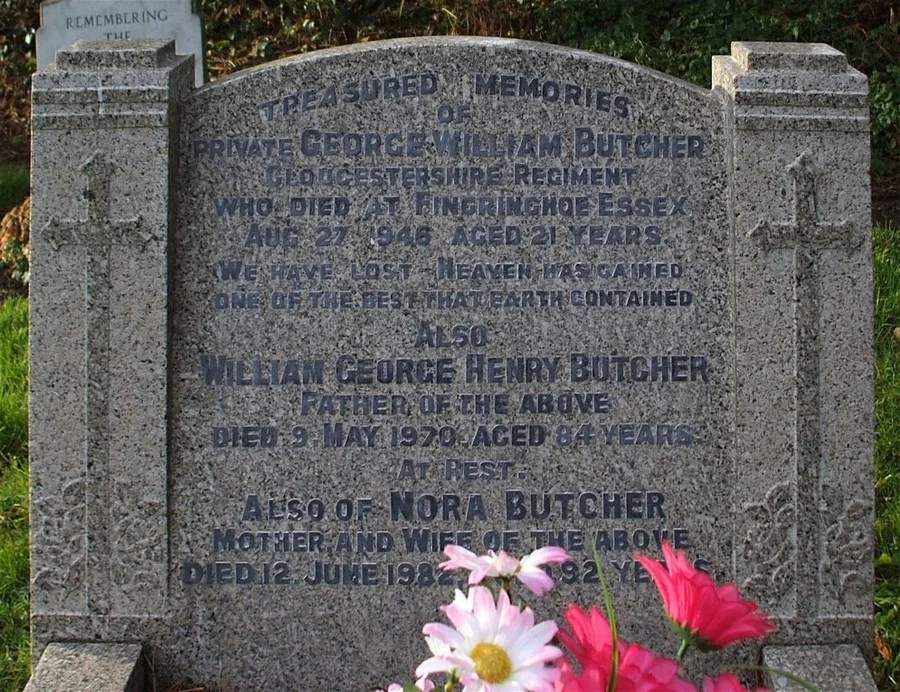 REMEMBERING
THE
TREASURED MEMORIES
OF
PRIVATE GEORGE WILLIAM BUTCHER
GLOUCESTERSHIRE REGIMENT
WHO DIED AT FINGRINGHOE ESSEX
AUG 27 1946 AGED 21 YEARS.
WE HAVE LOST - HEAVEN HAS GAINED
ONE OF THE BEST THAT EARTH CONTAINED
ALSO
WILLIAM GEORGE HENRY BUTCHER
FATHER OF THE ABOVE
DIED 9 MAY 1970. AGED 84 YEARS
AT REST.
ALSO OF NORA BUTCHER
MOTHER AND WIFE OF THE ABOVE
DIED 12. JUNE 1982 92